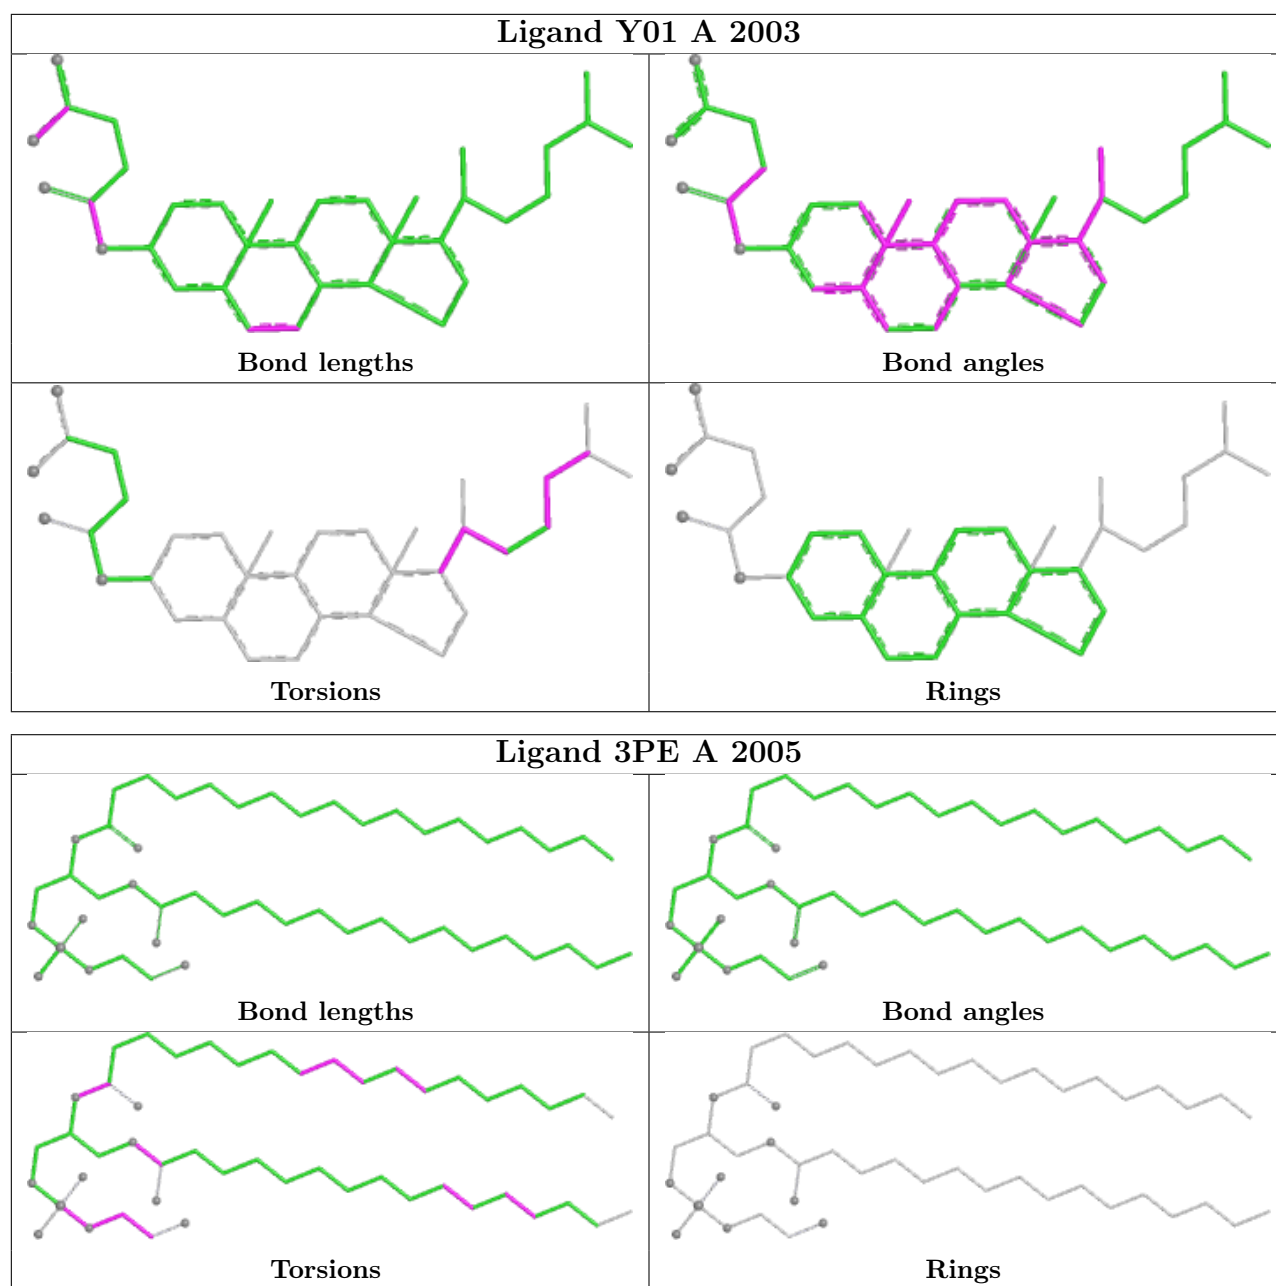 Ligand Y01 A 2003
Bond lengths
Bond angles
Torsions
Rings
Ligand 3PE A 2005
Bond lengths
Bond angles
Torsions
Rings